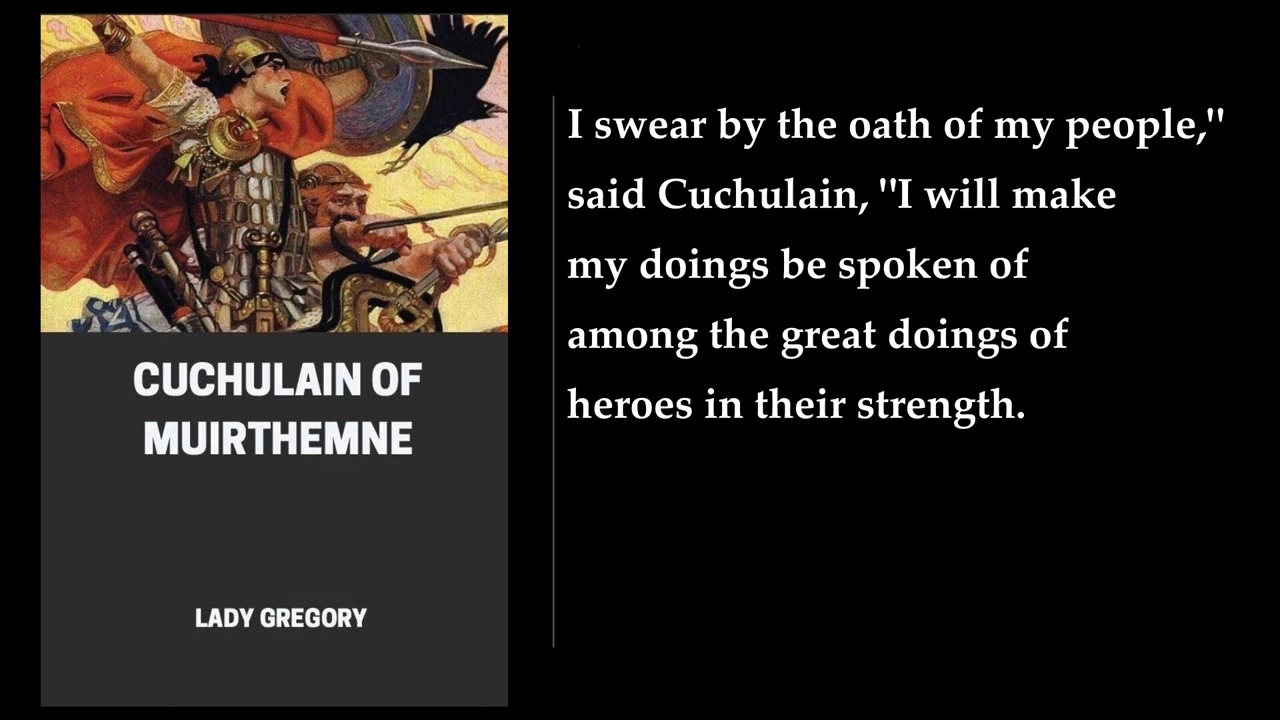 CUCHULAIN OF
MUIRTHEMNE
LADY GREGORY
I swear by the oath of my people,"
said Cuchulain, "I will make
my doings be spoken of
among the great doings of
heroes in their strength.